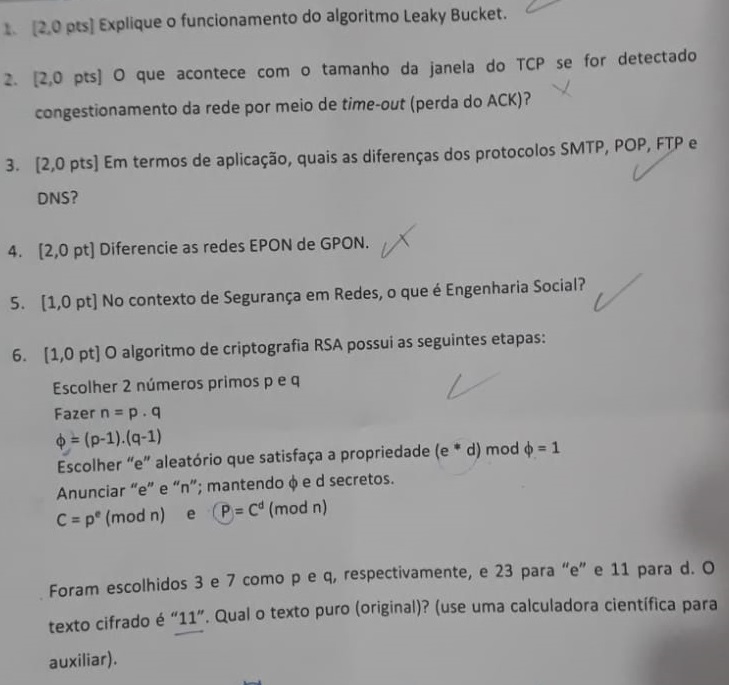 1. [2,0 pts] Explique o funcionamento do algoritmo Leaky Bucket.
2. [2,0 pts] O que acontece com o tamanho da janela do TCP se for detectado
congestionamento da rede por meio de time-out (perda do ACK)?
3. [2,0 pts] Em termos de aplicação, quais as diferenças dos protocolos SMTP, POP, FTP e
DNS?
4. [2,0 pt] Diferencie as redes EPON de GPON.
5. [1,0 pt] No contexto de Segurança em Redes, o que é Engenharia Social?
6. [1,0 pt] O algoritmo de criptografia RSA possui as seguintes etapas:
Escolher 2 números primos p e q
Fazer n = p . q
ϕ = (p-1).(q-1)
Escolher “e” aleatório que satisfaça a propriedade (e * d) mod ϕ = 1
Anunciar “e” e “n”; mantendo ϕ e d secretos.
C = pᵉ (mod n) e P = Cᵈ (mod n)
Foram escolhidos 3 e 7 como p e q, respectivamente, e 23 para “e” e 11 para d. O
texto cifrado é “11”. Qual o texto puro (original)? (use uma calculadora científica para
auxiliar).